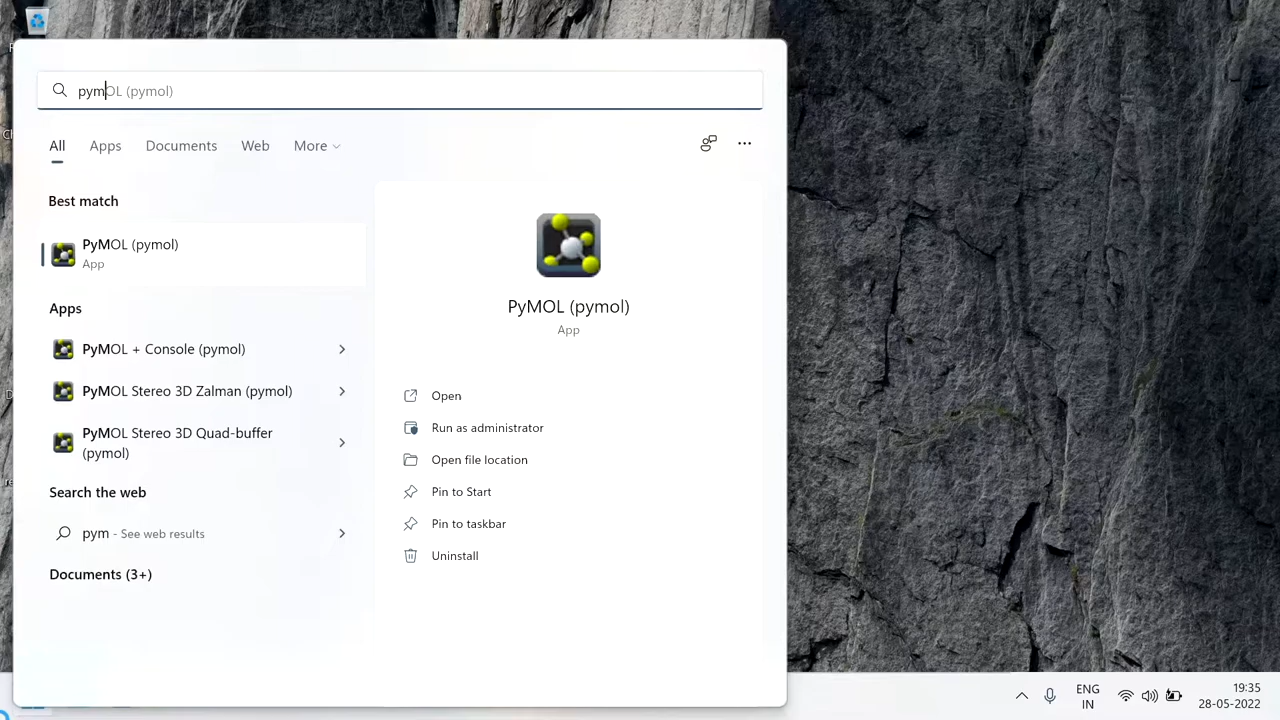 pymOL (pymol)
All Apps Documents Web More
Best match
PyMOL (pymol)
App
Apps
PyMOL + Console (pymol)
PyMOL Stereo 3D Zalman (pymol)
PyMOL Stereo 3D Quad-buffer
(pymol)
Search the web
pym - See web results
Documents (3+)
PyMOL (pymol)
App
Open
Run as administrator
Open file location
Pin to Start
Pin to taskbar
Uninstall
ENG
IN
19:35
28-05-2022